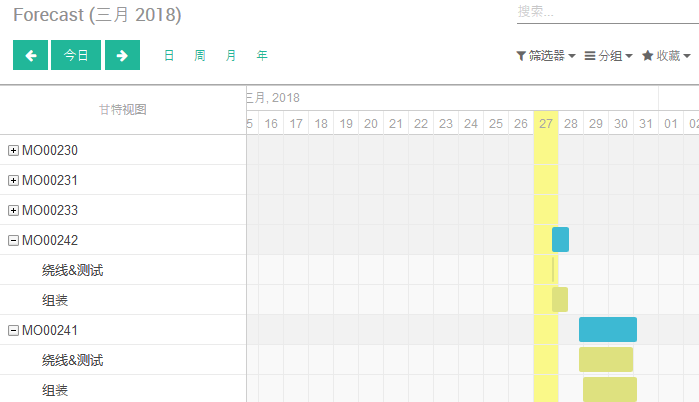 Forecast (三月 2018)
搜索...
今日 日 周 月 年
筛选器 分组 收藏
甘特视图
三月, 2018
5 16 17 18 19 20 21 22 23 24 25 26 27 28 29 30 31 01 02
MO00230
MO00231
MO00233
MO00242
绕线&测试
组装
MO00241
绕线&测试
组装